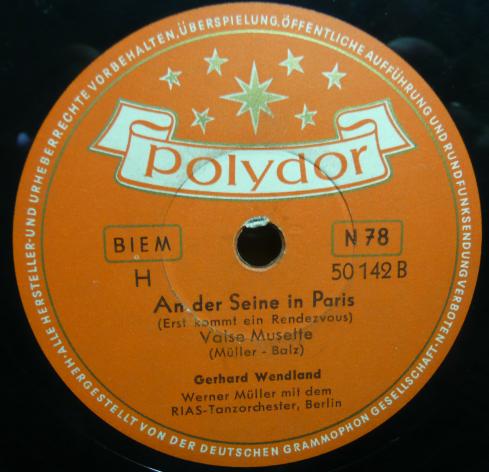 ALLE HERSTELLER-UND URHEBERRECHTE VORBEHALTEN, ÜBERSPIELUNG, ÖFFENTLICHE AUFFÜHRUNG UND RUNDFUNKSENDUNG VERBOTEN.
polydor
BIEM
N 78
H
50 142 B
An der Seine in Paris
(Erst kommt ein Rendezvous)
Valse Musette
(Müller - Balz)
Gerhard Wendland
Werner Müller mit dem
RIAS-Tanzorchester, Berlin
HERGESTELLT VON DER DEUTSCHEN GRAMMOPHON GESELLSCHAFT